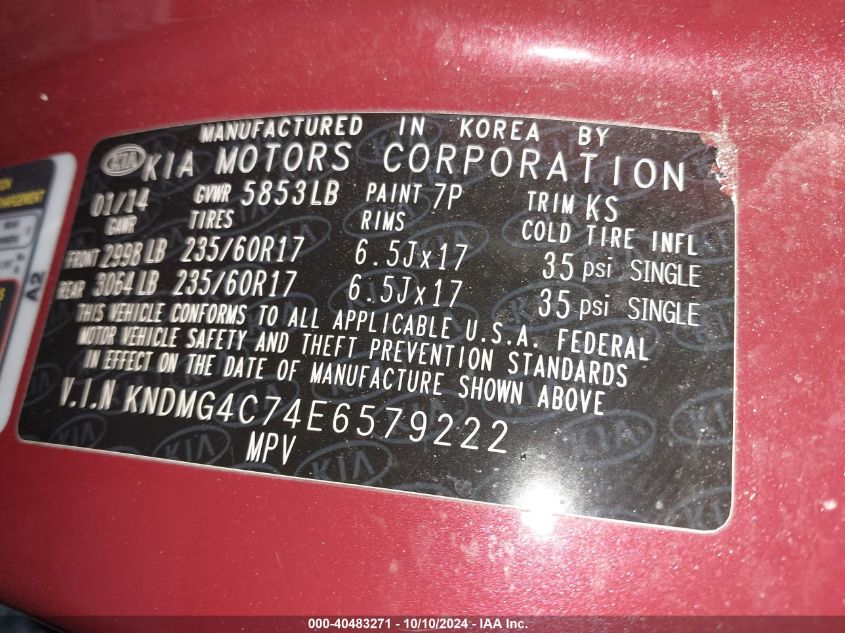 MANUFACTURED IN KOREA BY
KIA KIA MOTORS CORPORATION
01/14 GVWR 5853LB PAINT 7P TRIM KS
GAWR TIRES RIMS COLD TIRE INFL
FRONT 2998 LB 235/60R17 6.5Jx17 35 psi SINGLE
REAR 3064 LB 235/60R17 6.5Jx17 35 psi SINGLE
THIS VEHICLE CONFORMS TO ALL APPLICABLE U.S.A. FEDERAL
MOTOR VEHICLE SAFETY AND THEFT PREVENTION STANDARDS
IN EFFECT ON THE DATE OF MANUFACTURE SHOWN ABOVE
V.I.N KNDMG4C74E6579222
MPV
A2
000-40483271 - 10/10/2024 - IAA Inc.